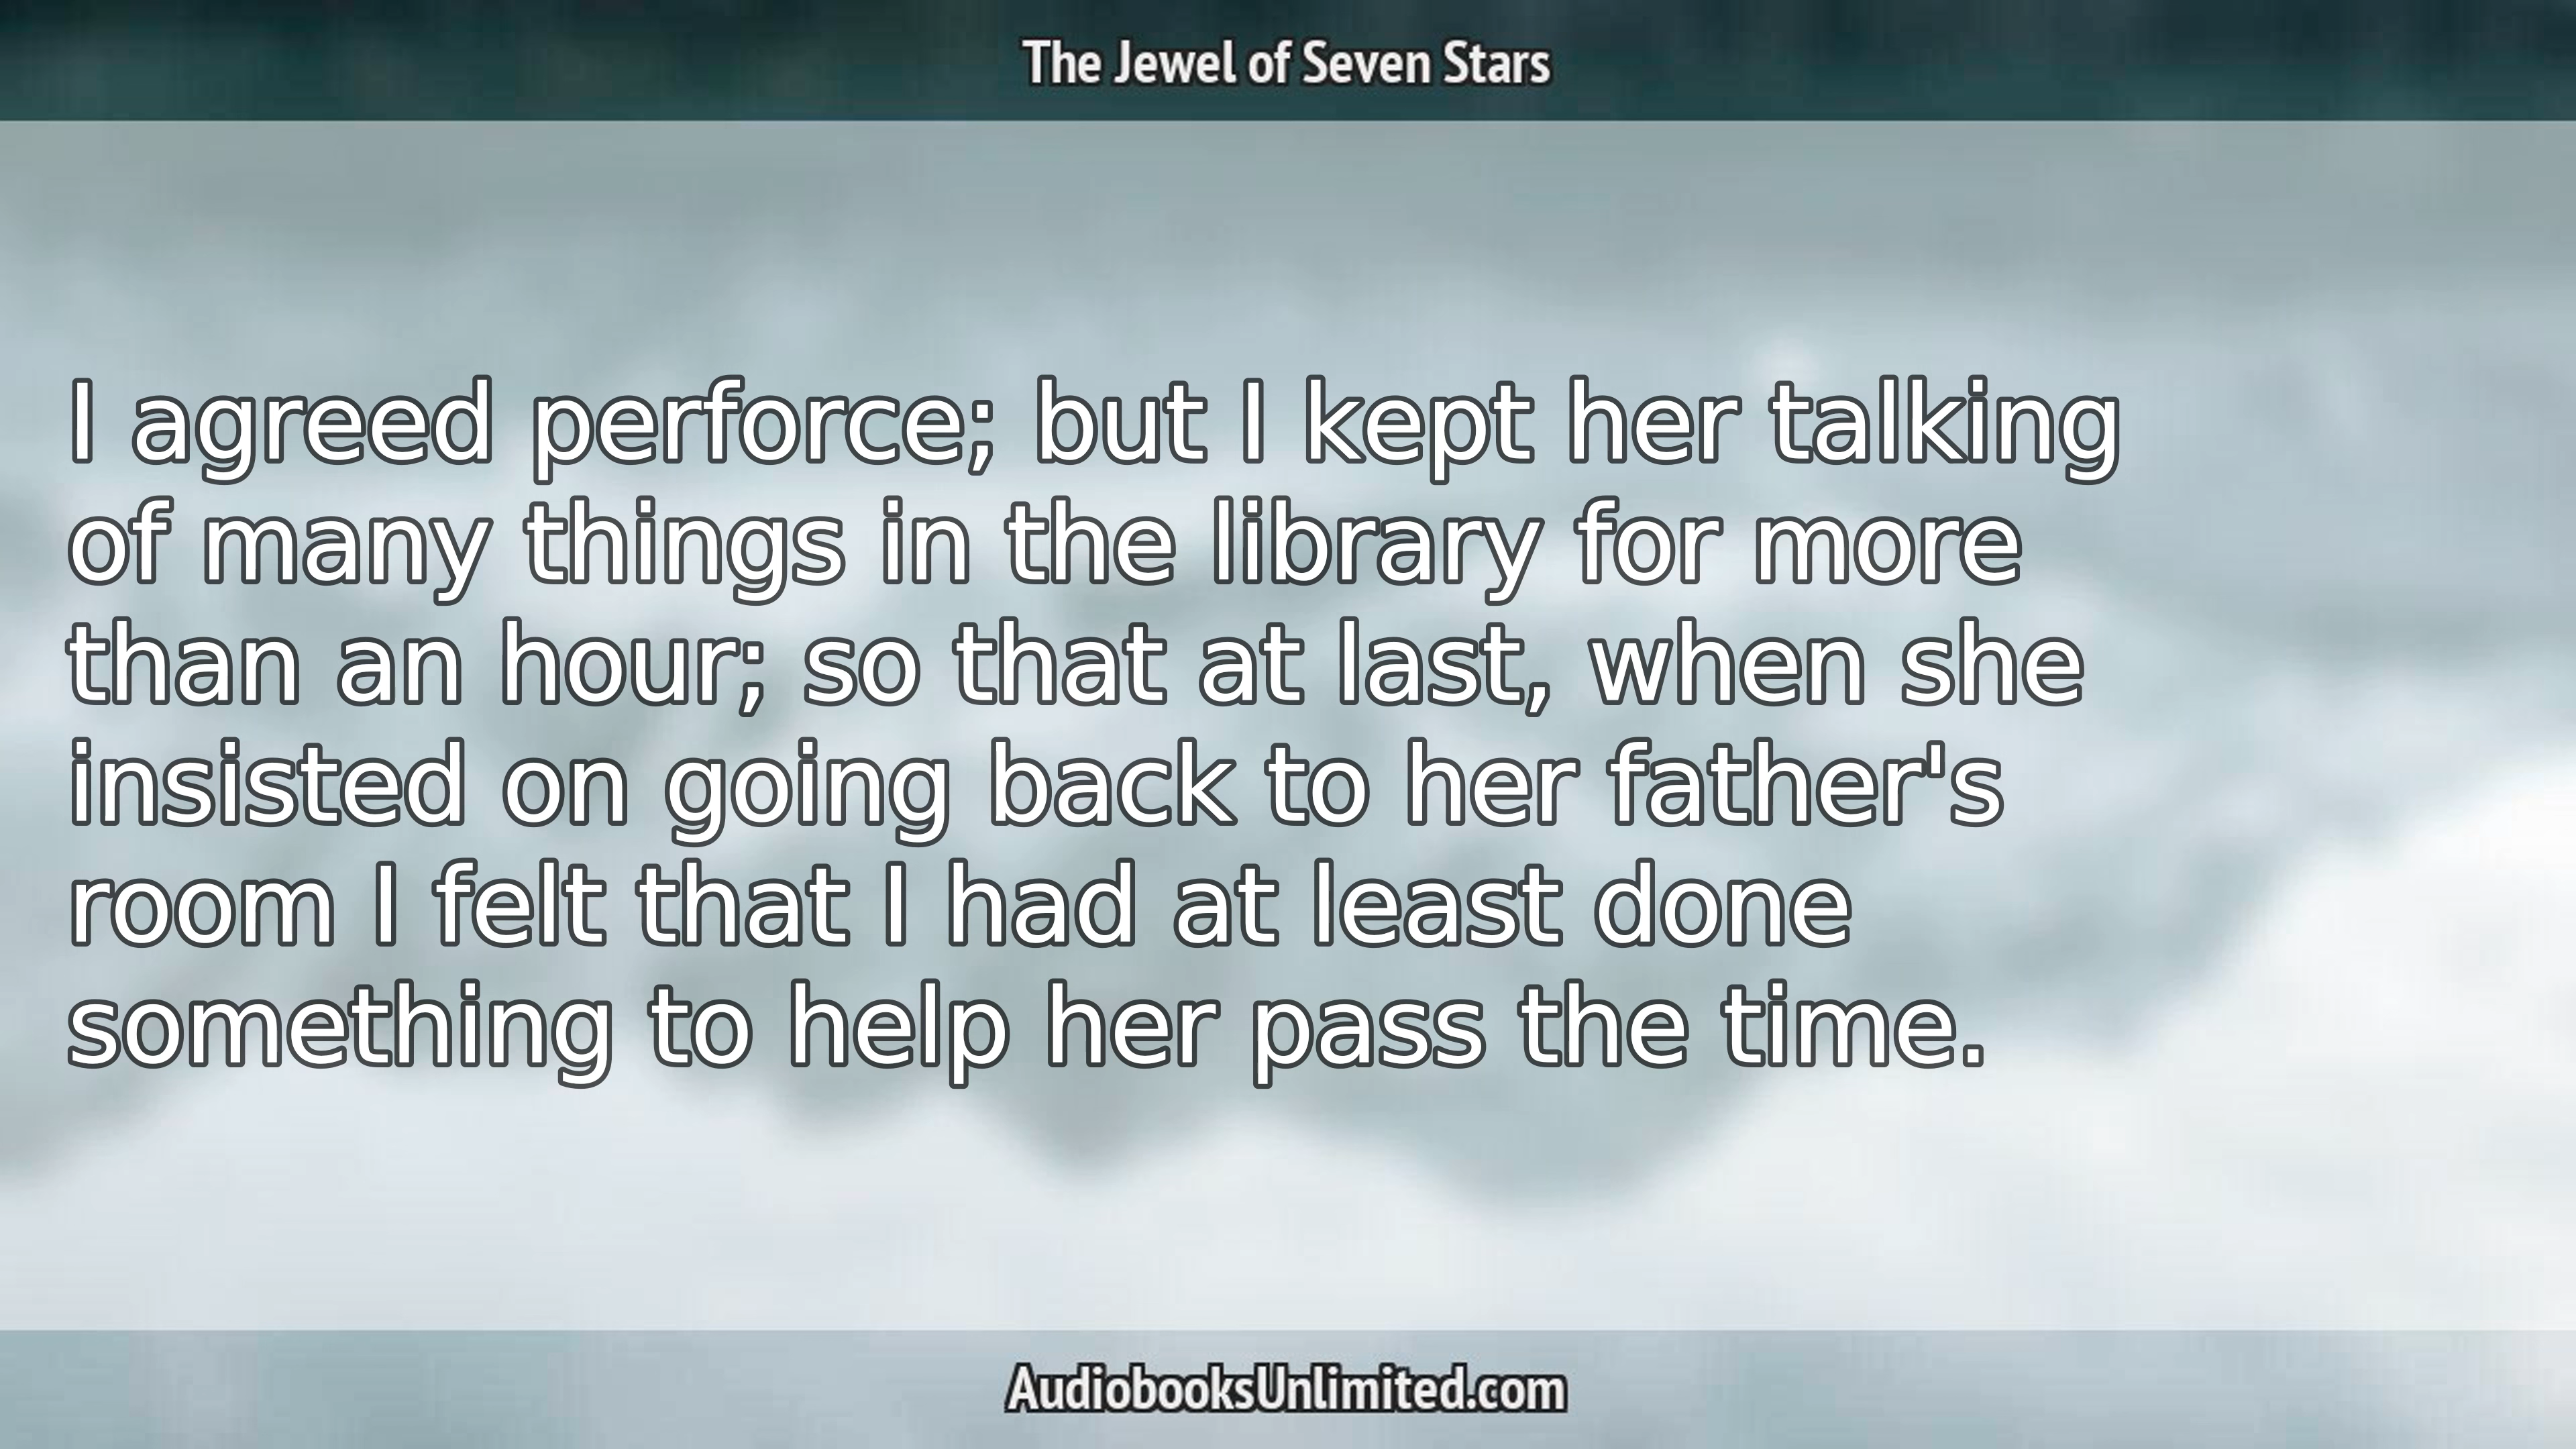 The Jewel of Seven Stars
I agreed perforce; but I kept her talking
of many things in the library for more
than an hour; so that at last, when she
insisted on going back to her father's
room I felt that I had at least done
something to help her pass the time.
AudiobooksUnlimited.com